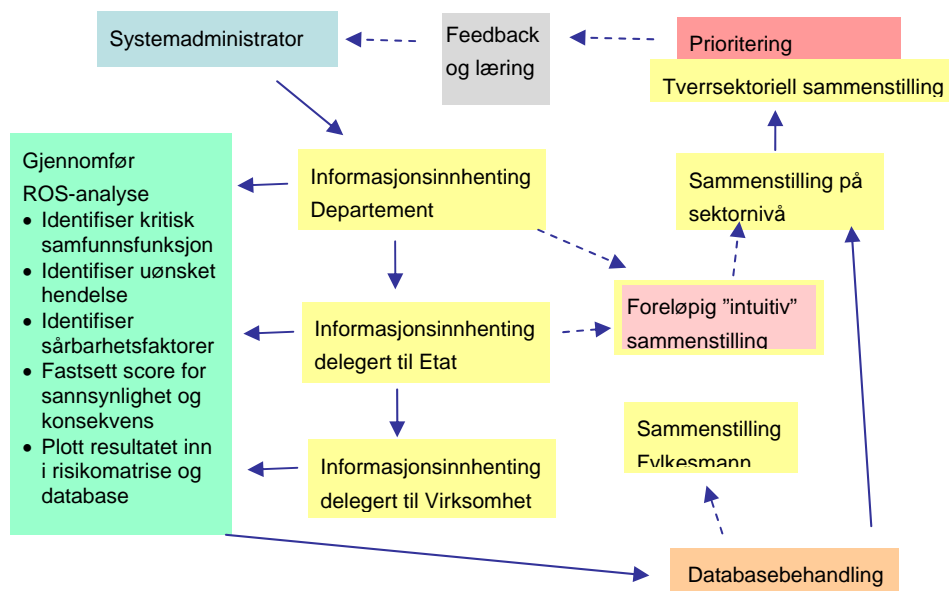 Systemadministrator
Feedback
og læring
Prioritering
Tverrsektoriell sammenstilling
Gjennomfør
ROS-analyse
• Identifiser kritisk
samfunnsfunksjon
• Identifiser uønsket
hendelse
• Identifiser
sårbarhetsfaktorer
• Fastsett score for
sannsynlighet og
konsekvens
• Plott resultatet inn
i risikomatrise og
database
Informasjonsinnhenting
Departement
Sammenstilling på
sektornivå
Informasjonsinnhenting
delegert til Etat
Foreløpig ”intuitiv”
sammenstilling
Informasjonsinnhenting
delegert til Virksomhet
Sammenstilling
Fylkesmann
Databasebehandling